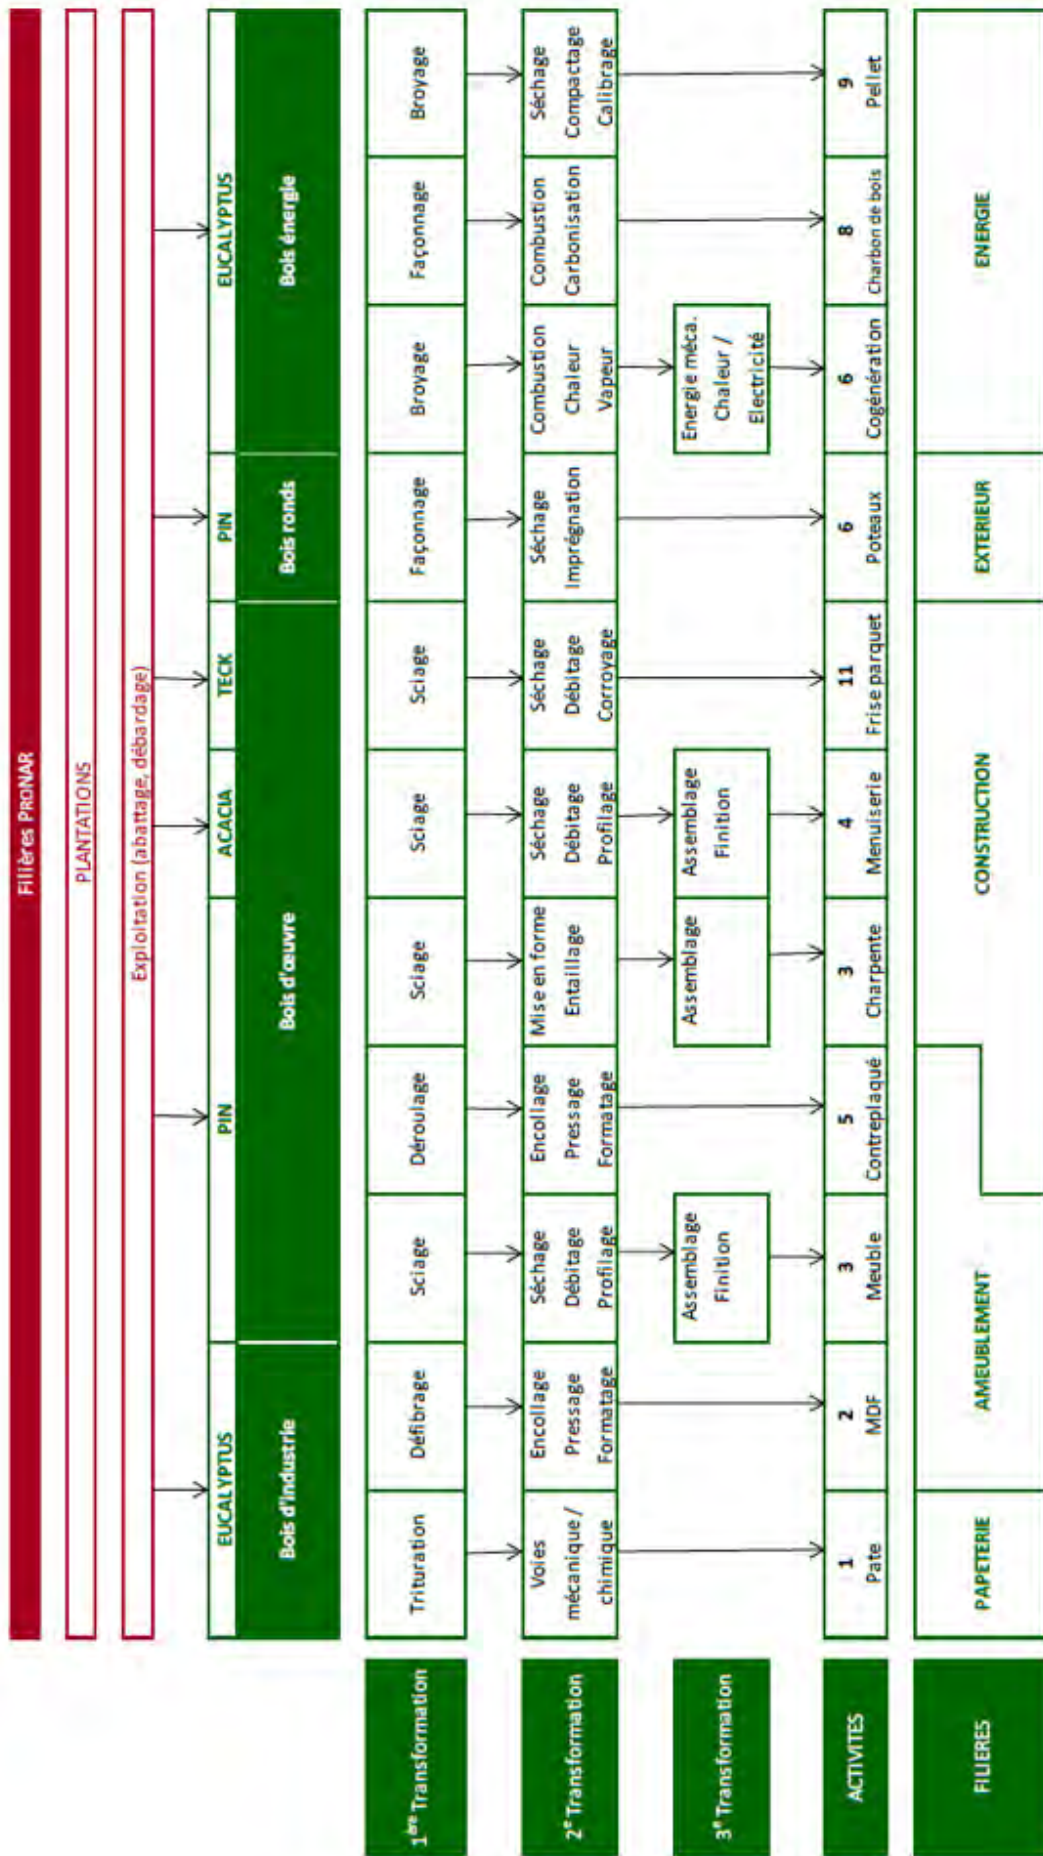 Filières PRONAR
PLANTATIONS
Exploitation (abattage, débardage)
EUCALYPTUS
PIN
ACACIA
TECK
PIN
EUCALYPTUS
Bois d'industrie
Bois d'œuvre
Bois ronds
Bois énergie
1ère Transformation
Trituration
Défibrage
Sciage
Déroulage
Sciage
Sciage
Sciage
Façonnage
Broyage
Façonnage
Broyage
2e Transformation
Voies
mécanique /
chimique
Encollage
Pressage
Formatage
Séchage
Débitage
Profilage
Encollage
Pressage
Formatage
Mise en forme
Entaillage
Séchage
Débitage
Profilage
Séchage
Débitage
Corroyage
Séchage
Imprégnation
Combustion
Chaleur
Vapeur
Combustion
Carbonisation
Séchage
Compactage
Calibrage
3e Transformation
Assemblage
Finition
Assemblage
Assemblage
Finition
Energie méca.
Chaleur /
Electricité
ACTIVITES
1
Pate
2
MDF
3
Meuble
5
Contreplaqué
3
Charpente
4
Menuiserie
11
Frise parquet
6
Poteaux
6
Cogénération
8
Charbon de bois
9
Pellet
FILIERES
PAPETERIE
AMEUBLEMENT
CONSTRUCTION
EXTERIEUR
ENERGIE